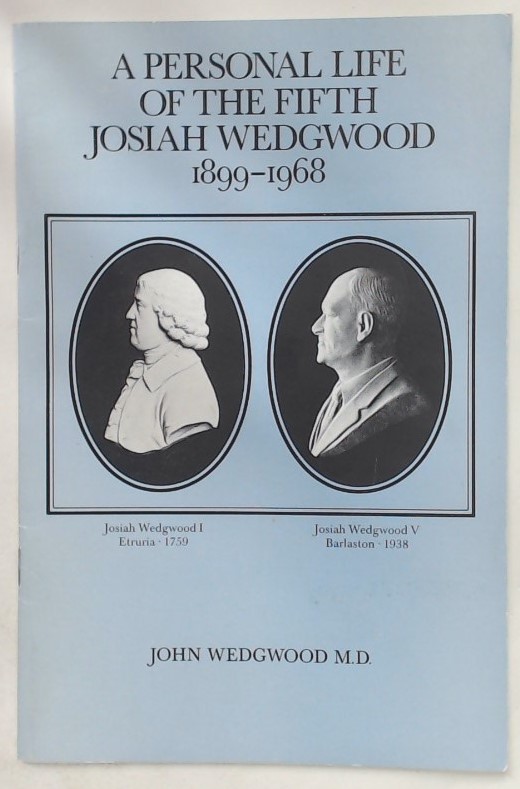 A PERSONAL LIFE
OF THE FIFTH
JOSIAH WEDGWOOD
1899–1968
Josiah Wedgwood I
Etruria · 1759
Josiah Wedgwood V
Barlaston · 1938
JOHN WEDGWOOD M.D.